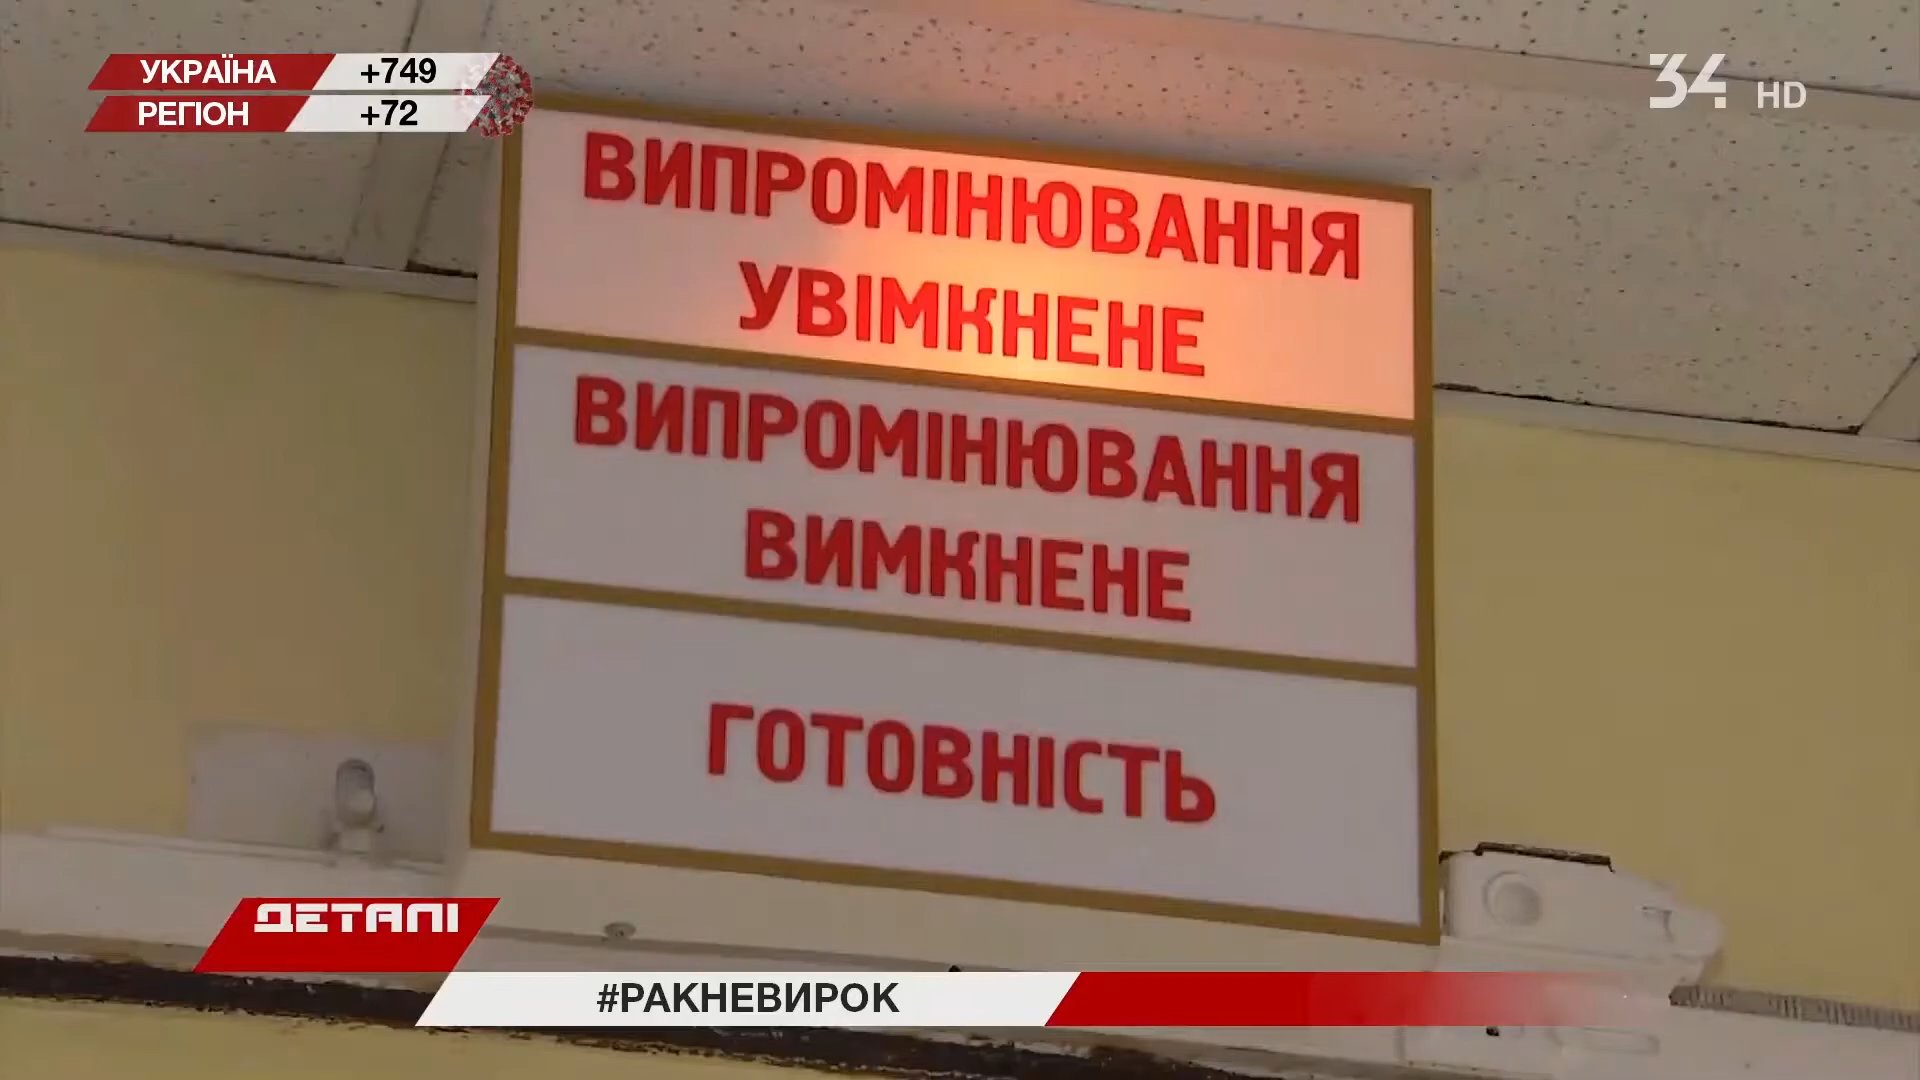 УКРАЇНА +749
РЕГІОН +72
34 HD
ВИПРОМІНЮВАННЯ
УВІМКНЕНЕ
ВИПРОМІНЮВАННЯ
ВИМКНЕНЕ
ГОТОВНІСТЬ
ДЕТАЛІ
#РАКНЕВИРОК